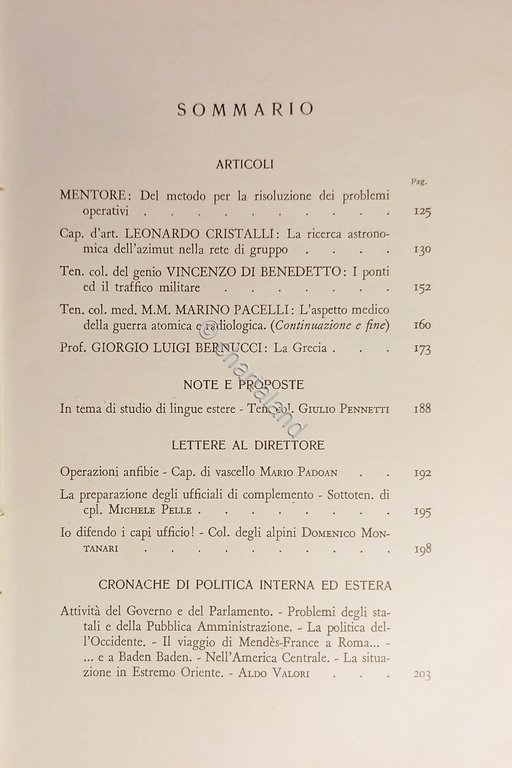 SOMMARIO
ARTICOLI
Pag.
MENTORE: Del metodo per la risoluzione dei problemi
operativi . . . . . . . . . . 125
Cap. d'art. LEONARDO CRISTALLI: La ricerca astrono-
mica dell'azimut nella rete di gruppo . . . . 130
Ten. col. del genio VINCENZO DI BENEDETTO: I ponti
ed il traffico militare . . . . . . . 152
Ten. col. med. M.M. MARINO PACELLI: L'aspetto medico
della guerra atomica e radiologica. (Continuazione e fine) 160
Prof. GIORGIO LUIGI BERNUCCI: La Grecia . . . 173
NOTE E PROPOSTE
In tema di studio di lingue estere - Ten. col. GIULIO PENNETTI 188
LETTERE AL DIRETTORE
Operazioni anfibie - Cap. di vascello MARIO PADOAN . . 192
La preparazione degli ufficiali di complemento - Sottoten. di
cpl. MICHELE PELLE . . . . . . . . 195
Io difendo i capi ufficio! - Col. degli alpini DOMENICO MON-
TANARI . . . . . . . . . . 198
CRONACHE DI POLITICA INTERNA ED ESTERA
Attività del Governo e del Parlamento. - Problemi degli sta-
tali e della Pubblica Amministrazione. - La politica del-
l'Occidente. - Il viaggio di Mendès-France a Roma... -
... e a Baden Baden. - Nell'America Centrale. - La situa-
zione in Estremo Oriente. - ALDO VALORI . . . 203
© chartaland